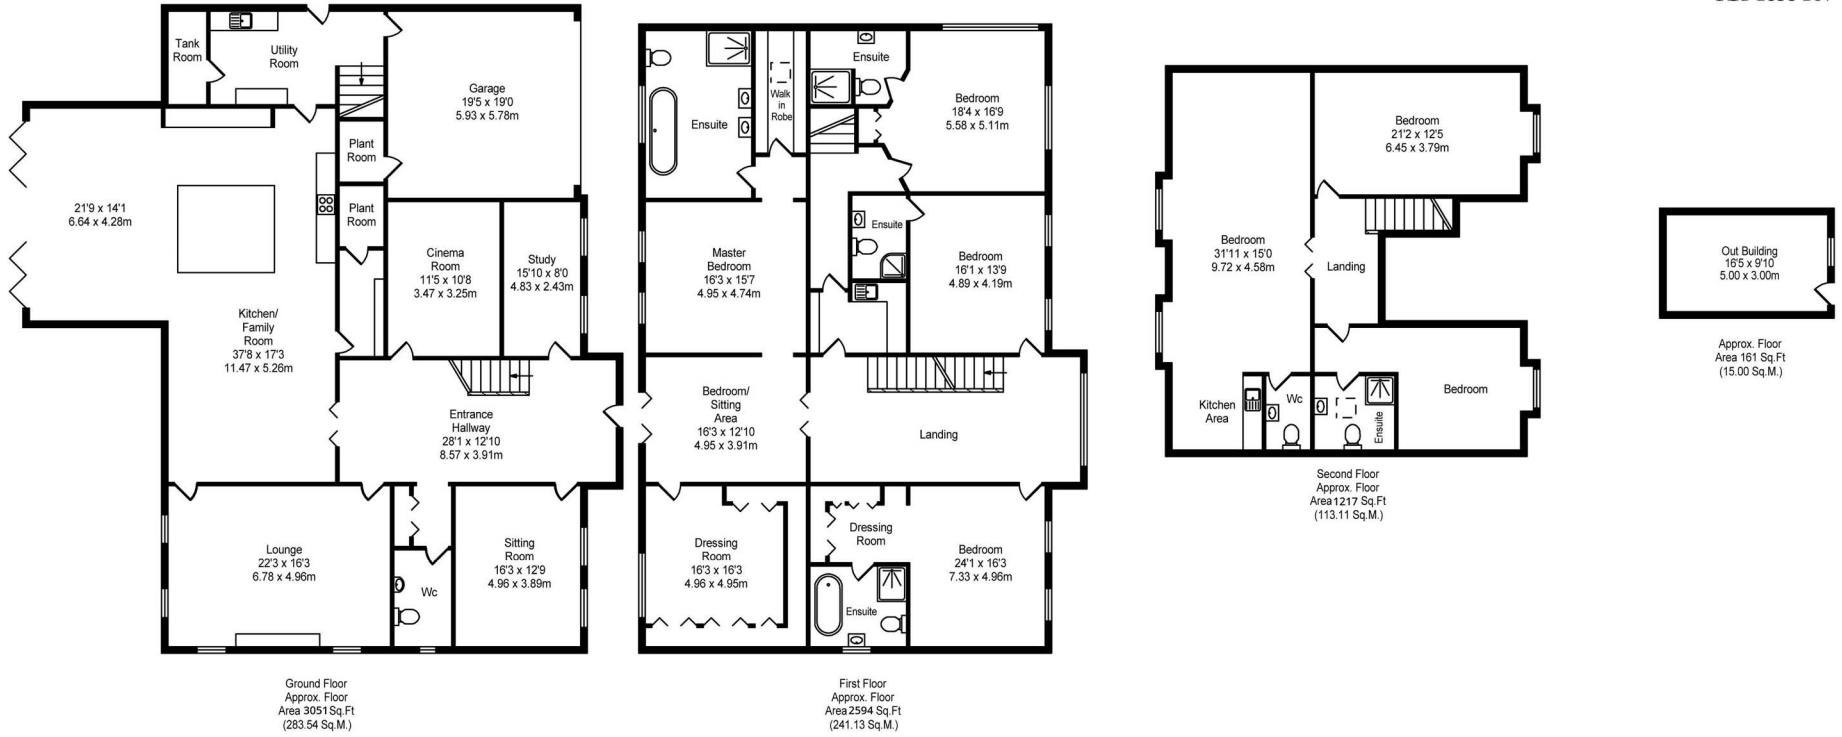 Tank
Room
Utility
Room
Garage
19'5 x 19'0
5.93 x 5.78m
Plant
Room
Plant
Room
21'9 x 14'1
6.64 x 4.28m
Cinema
Room
11'5 x 10'8
3.47 x 3.25m
Study
15'10 x 8'0
4.83 x 2.43m
Kitchen/
Family
Room
37'8 x 17'3
11.47 x 5.26m
Entrance
Hallway
28'1 x 12'10
8.57 x 3.91m
Lounge
22'3 x 16'3
6.78 x 4.96m
Wc
Sitting
Room
16'3 x 12'9
4.96 x 3.89m
Ground Floor
Approx. Floor
Area 3051 Sq.Ft
(283.54 Sq.M.)
Ensuite
Walk
in
Robe
Ensuite
Bedroom
18'4 x 16'9
5.58 x 5.11m
Ensuite
Master
Bedroom
16'3 x 15'7
4.95 x 4.74m
Bedroom
16'1 x 13'9
4.89 x 4.19m
Bedroom/
Sitting
Area
16'3 x 12'10
4.95 x 3.91m
Landing
Dressing
Room
16'3 x 16'3
4.96 x 4.95m
Dressing
Room
Bedroom
24'1 x 16'3
7.33 x 4.96m
Ensuite
First Floor
Approx. Floor
Area 2594 Sq.Ft
(241.13 Sq.M.)
Bedroom
21'2 x 12'5
6.45 x 3.79m
Bedroom
31'11 x 15'0
9.72 x 4.58m
Landing
Kitchen
Area
Wc
Ensuite
Bedroom
Second Floor
Approx. Floor
Area 1217 Sq.Ft
(113.11 Sq.M.)
Out Building
16'5 x 9'10
5.00 x 3.00m
Approx. Floor
Area 161 Sq.Ft
(15.00 Sq.M.)